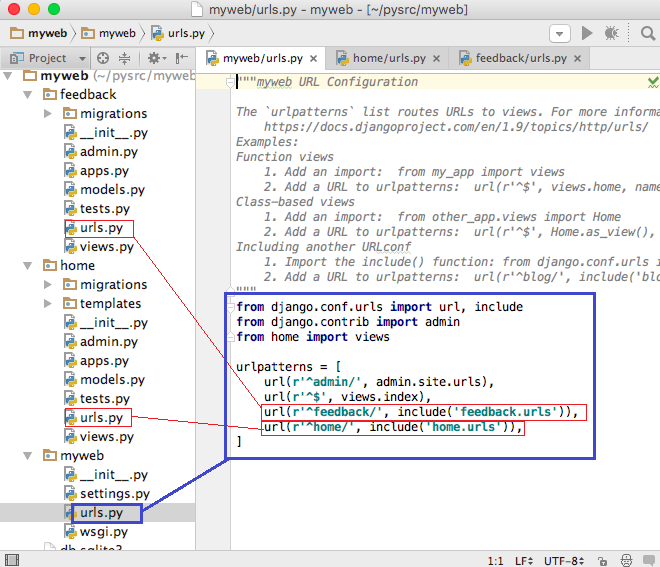 myweb/urls.py - myweb - [~/pysrc/myweb]
myweb
myweb
urls.py
Project
myweb/urls.py
home/urls.py
feedback/urls.py
myweb (~/pysrc/myweb
feedback
migrations
__init__.py
admin.py
apps.py
models.py
tests.py
urls.py
views.py
home
migrations
templates
__init__.py
admin.py
apps.py
models.py
tests.py
urls.py
views.py
myweb
__init__.py
settings.py
urls.py
wsgi.py
db.sqlite3
"""myweb URL Configuration
The `urlpatterns` list routes URLs to views. For more informa
https://docs.djangoproject.com/en/1.9/topics/http/urls/
Examples:
Function views
1. Add an import:  from my_app import views
2. Add a URL to urlpatterns:  url(r'^$', views.home, name
Class-based views
1. Add an import:  from other_app.views import Home
2. Add a URL to urlpatterns:  url(r'^$', Home.as_view(),
Including another URLconf
1. Import the include() function: from django.conf.urls i
2. Add a URL to urlpatterns:  url(r'^blog/', include('blo
"""
from django.conf.urls import url, include
from django.contrib import admin
from home import views
urlpatterns = [
url(r'^admin/', admin.site.urls),
url(r'^$', views.index),
url(r'^feedback/', include('feedback.urls')),
url(r'^home/', include('home.urls')),
]
1:1 LF UTF-8